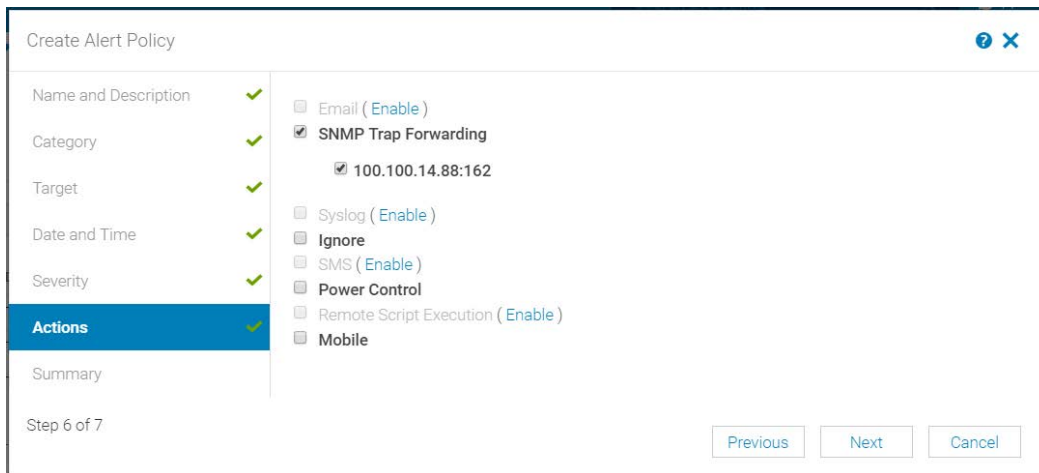 Create Alert Policy
Name and Description
Category
Target
Date and Time
Severity
Actions
Summary
Step 6 of 7
Email ( Enable )
SNMP Trap Forwarding
100.100.14.88:162
Syslog ( Enable )
Ignore
SMS ( Enable )
Power Control
Remote Script Execution ( Enable )
Mobile
Previous
Next
Cancel